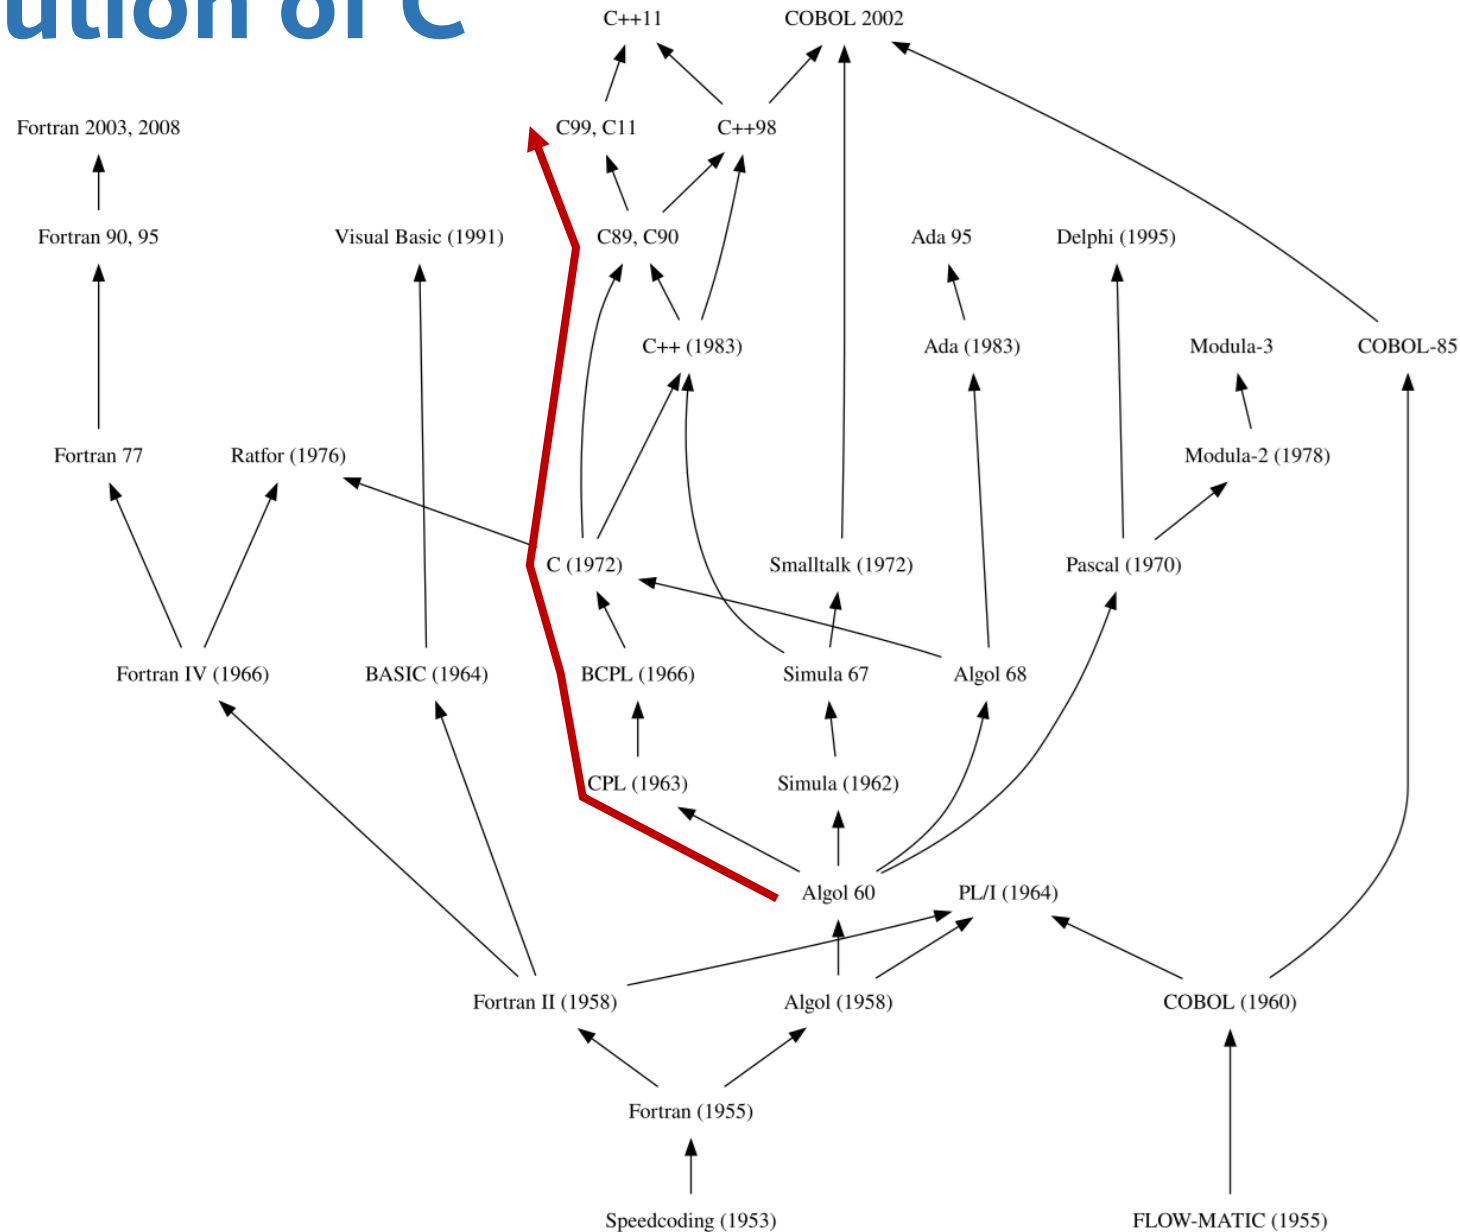 ution of C
C++11
COBOL 2002
Fortran 2003, 2008
C99, C11
C++98
Fortran 90, 95
Visual Basic (1991)
C89, C90
Ada 95
Delphi (1995)
C++ (1983)
Ada (1983)
Modula-3
COBOL-85
Fortran 77
Ratfor (1976)
Modula-2 (1978)
C (1972)
Smalltalk (1972)
Pascal (1970)
Fortran IV (1966)
BASIC (1964)
BCPL (1966)
Simula 67
Algol 68
CPL (1963)
Simula (1962)
Algol 60
PL/I (1964)
Fortran II (1958)
Algol (1958)
COBOL (1960)
Fortran (1955)
Speedcoding (1953)
FLOW-MATIC (1955)